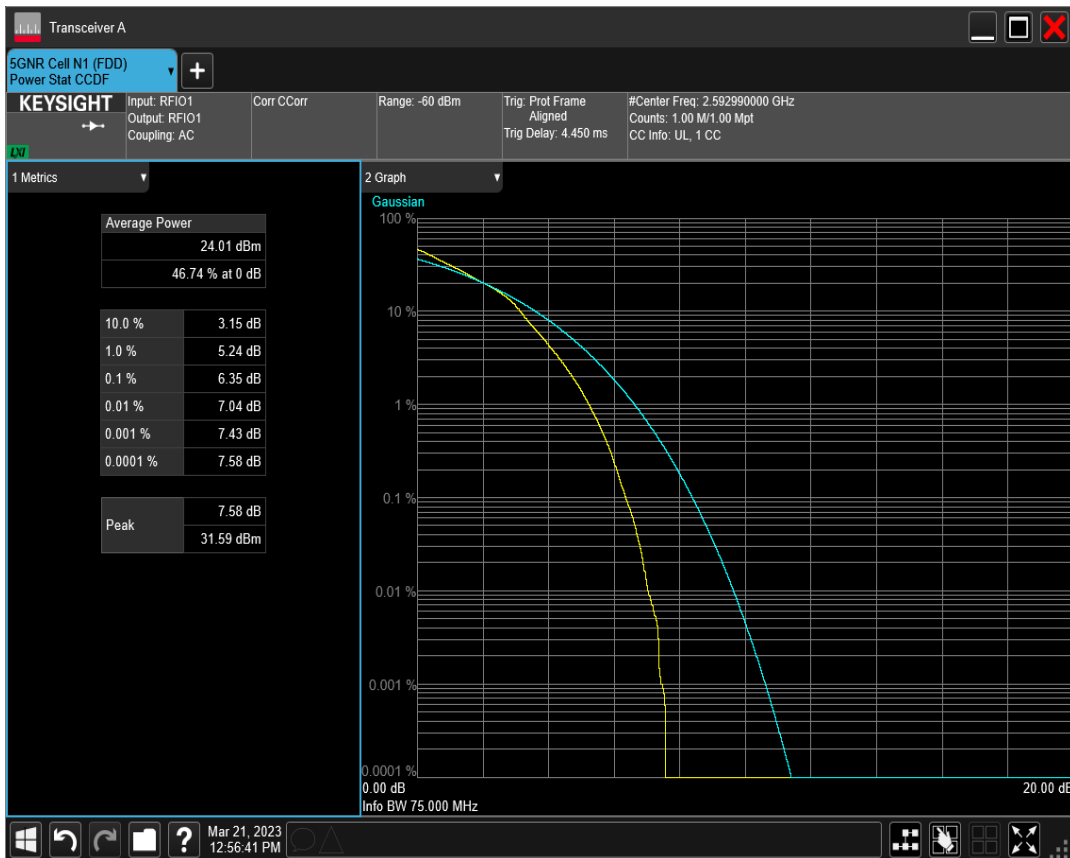 Transceiver A
5GNR Cell N1 (FDD)
Power Stat CCDF
KEYSIGHT
LXI
Input: RFIO1
Output: RFIO1
Coupling: AC
Corr CCorr
Range: -60 dBm
Trig: Prot Frame
Aligned
Trig Delay: 4.450 ms
#Center Freq: 2.592990000 GHz
Counts: 1.00 M/1.00 Mpt
CC Info: UL, 1 CC
1 Metrics
Average Power
24.01 dBm
46.74 % at 0 dB
10.0 % 3.15 dB
1.0 % 5.24 dB
0.1 % 6.35 dB
0.01 % 7.04 dB
0.001 % 7.43 dB
0.0001 % 7.58 dB
Peak 7.58 dB
31.59 dBm
2 Graph
Gaussian
100 %
10 %
1 %
0.1 %
0.01 %
0.001 %
0.0001 %
0.00 dB 20.00 dB
Info BW 75.000 MHz
Mar 21, 2023
12:56:41 PM